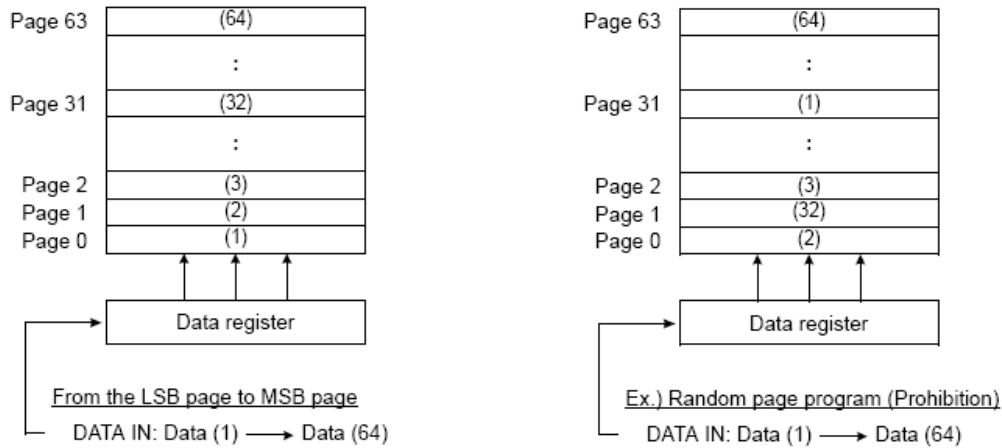 Page 63 (64)
:
Page 31 (32)
:
Page 2 (3)
Page 1 (2)
Page 0 (1)
Data register
From the LSB page to MSB page
DATA IN: Data (1) → Data (64)
Page 63 (64)
:
Page 31 (1)
:
Page 2 (3)
Page 1 (32)
Page 0 (2)
Data register
Ex.) Random page program (Prohibition)
DATA IN: Data (1) → Data (64)